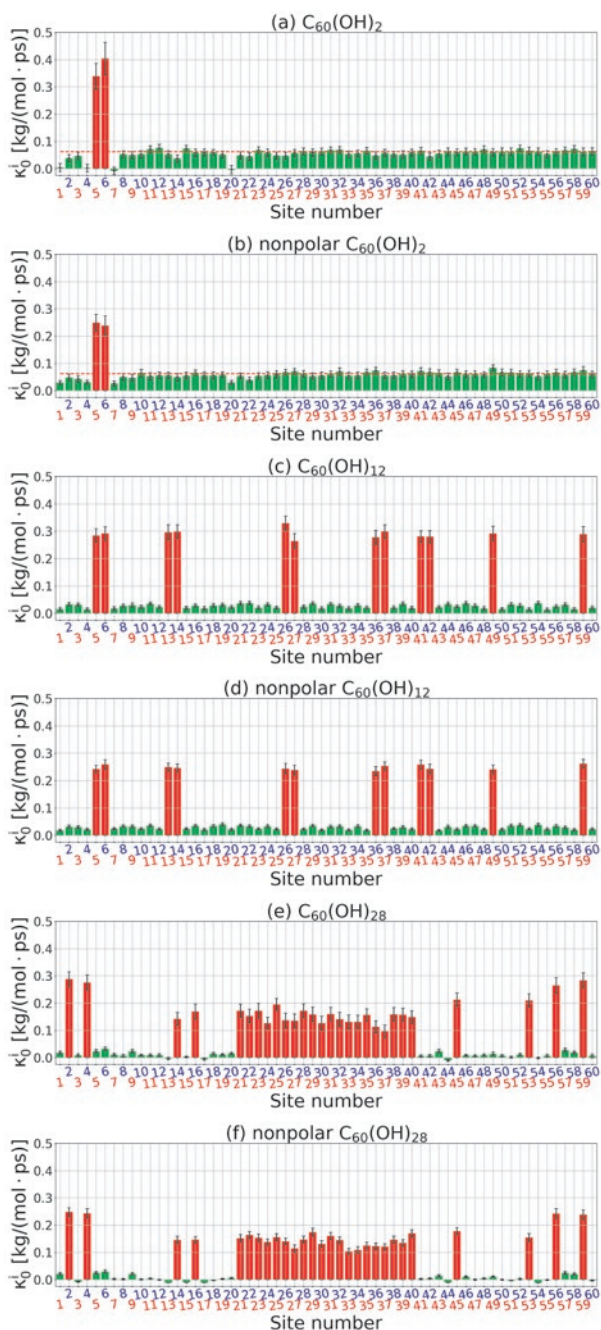 (a) C₆₀(OH)₂
κ₀ⁱ [kg/(mol · ps)]
0.5
0.4
0.3
0.2
0.1
0.0
2 4 6 8 10 12 14 16 18 20 22 24 26 28 30 32 34 36 38 40 42 44 46 48 50 52 54 56 58 60
1 3 5 7 9 11 13 15 17 19 21 23 25 27 29 31 33 35 37 39 41 43 45 47 49 51 53 55 57 59
Site number
(b) nonpolar C₆₀(OH)₂
κ₀ⁱ [kg/(mol · ps)]
0.5
0.4
0.3
0.2
0.1
0.0
2 4 6 8 10 12 14 16 18 20 22 24 26 28 30 32 34 36 38 40 42 44 46 48 50 52 54 56 58 60
1 3 5 7 9 11 13 15 17 19 21 23 25 27 29 31 33 35 37 39 41 43 45 47 49 51 53 55 57 59
Site number
(c) C₆₀(OH)₁₂
κ₀ⁱ [kg/(mol · ps)]
0.5
0.4
0.3
0.2
0.1
0.0
2 4 6 8 10 12 14 16 18 20 22 24 26 28 30 32 34 36 38 40 42 44 46 48 50 52 54 56 58 60
1 3 5 7 9 11 13 15 17 19 21 23 25 27 29 31 33 35 37 39 41 43 45 47 49 51 53 55 57 59
Site number
(d) nonpolar C₆₀(OH)₁₂
κ₀ⁱ [kg/(mol · ps)]
0.5
0.4
0.3
0.2
0.1
0.0
2 4 6 8 10 12 14 16 18 20 22 24 26 28 30 32 34 36 38 40 42 44 46 48 50 52 54 56 58 60
1 3 5 7 9 11 13 15 17 19 21 23 25 27 29 31 33 35 37 39 41 43 45 47 49 51 53 55 57 59
Site number
(e) C₆₀(OH)₂₈
κ₀ⁱ [kg/(mol · ps)]
0.5
0.4
0.3
0.2
0.1
0.0
2 4 6 8 10 12 14 16 18 20 22 24 26 28 30 32 34 36 38 40 42 44 46 48 50 52 54 56 58 60
1 3 5 7 9 11 13 15 17 19 21 23 25 27 29 31 33 35 37 39 41 43 45 47 49 51 53 55 57 59
Site number
(f) nonpolar C₆₀(OH)₂₈
κ₀ⁱ [kg/(mol · ps)]
0.5
0.4
0.3
0.2
0.1
0.0
2 4 6 8 10 12 14 16 18 20 22 24 26 28 30 32 34 36 38 40 42 44 46 48 50 52 54 56 58 60
1 3 5 7 9 11 13 15 17 19 21 23 25 27 29 31 33 35 37 39 41 43 45 47 49 51 53 55 57 59
Site number